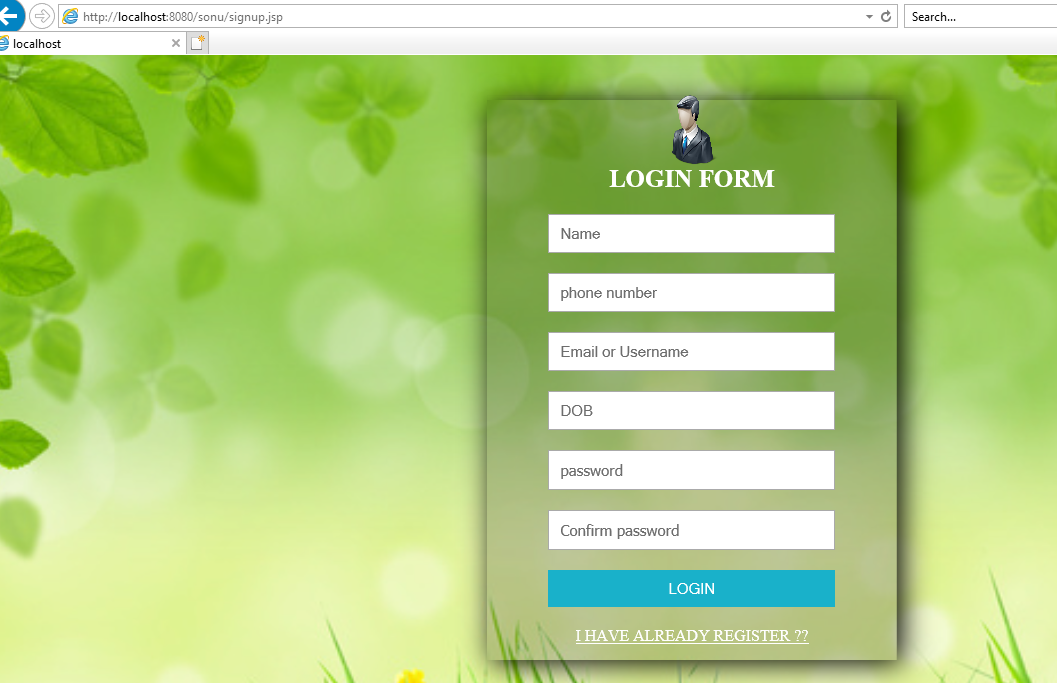 http://localhost:8080/sonu/signup.jsp
Search...
localhost
LOGIN FORM
Name
phone number
Email or Username
DOB
password
Confirm password
LOGIN
I HAVE ALREADY REGISTER ??